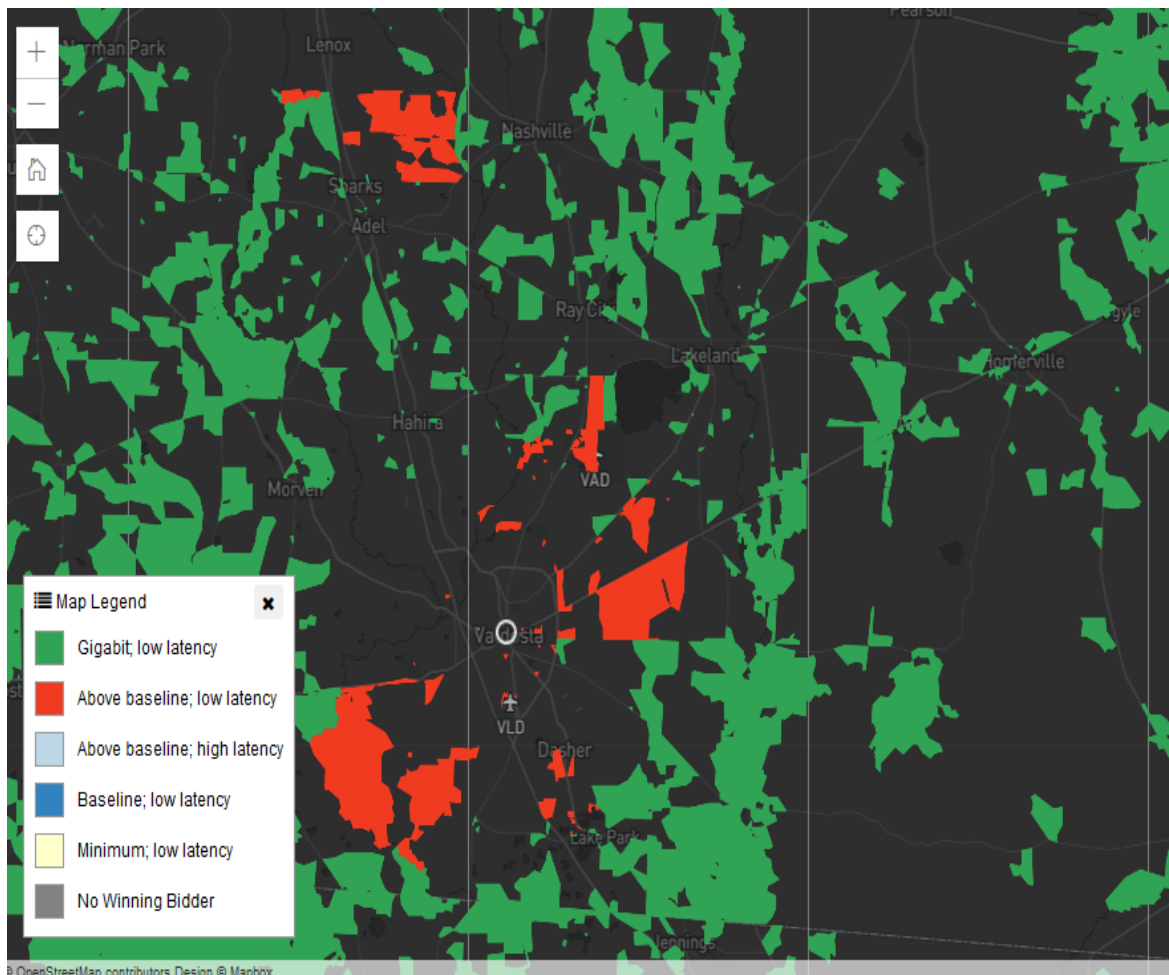 Pearson
Norman Park
Lenox
Nashville
Sparks
Adel
Ray City
Lakeland
gyle
Homerville
Hahira
VAD
Morven
Map Legend
Gigabit; low latency
Valdosta
Above baseline; low latency
VLD
Above baseline; high latency
Dasher
Baseline; low latency
Minimum; low latency
Lake Park
No Winning Bidder
Jennings
© OpenStreetMap contributors Design © Mapbox